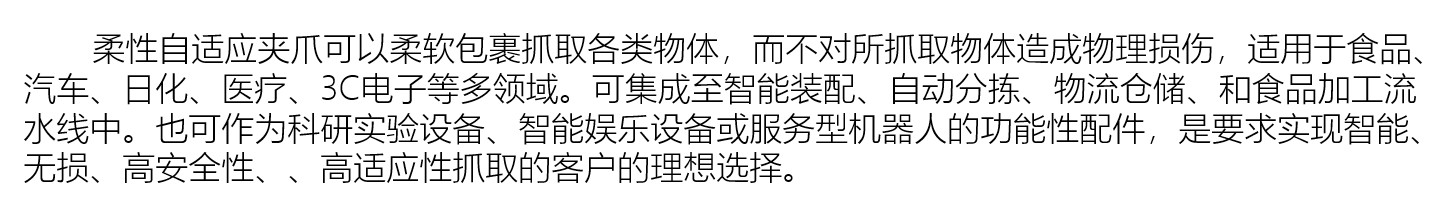 柔性自适应夹爪可以柔软包裹抓取各类物体，而不对所抓取物体造成物理损伤，适用于食品、
汽车、日化、医疗、3C电子等多领域。可集成至智能装配、自动分拣、物流仓储、和食品加工流
水线中。也可作为科研实验设备、智能娱乐设备或服务型机器人的功能性配件，是要求实现智能、
无损、高安全性、、高适应性抓取的客户的理想选择。